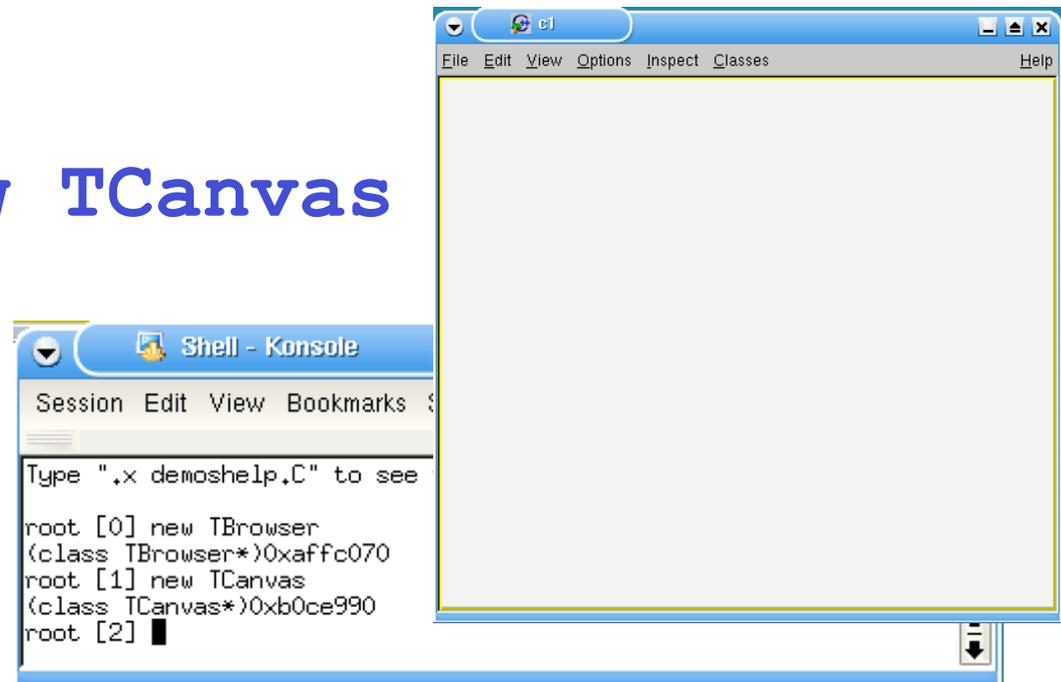 c1
File Edit View Options Inspect Classes Help
TCanvas
Shell - Konsole
Session Edit View Bookmarks
Type ".x demoshelp.C" to see
root [0] new TBrowser
(class TBrowser*)0xaffc070
root [1] new TCanvas
(class TCanvas*)0xb0ce990
root [2]